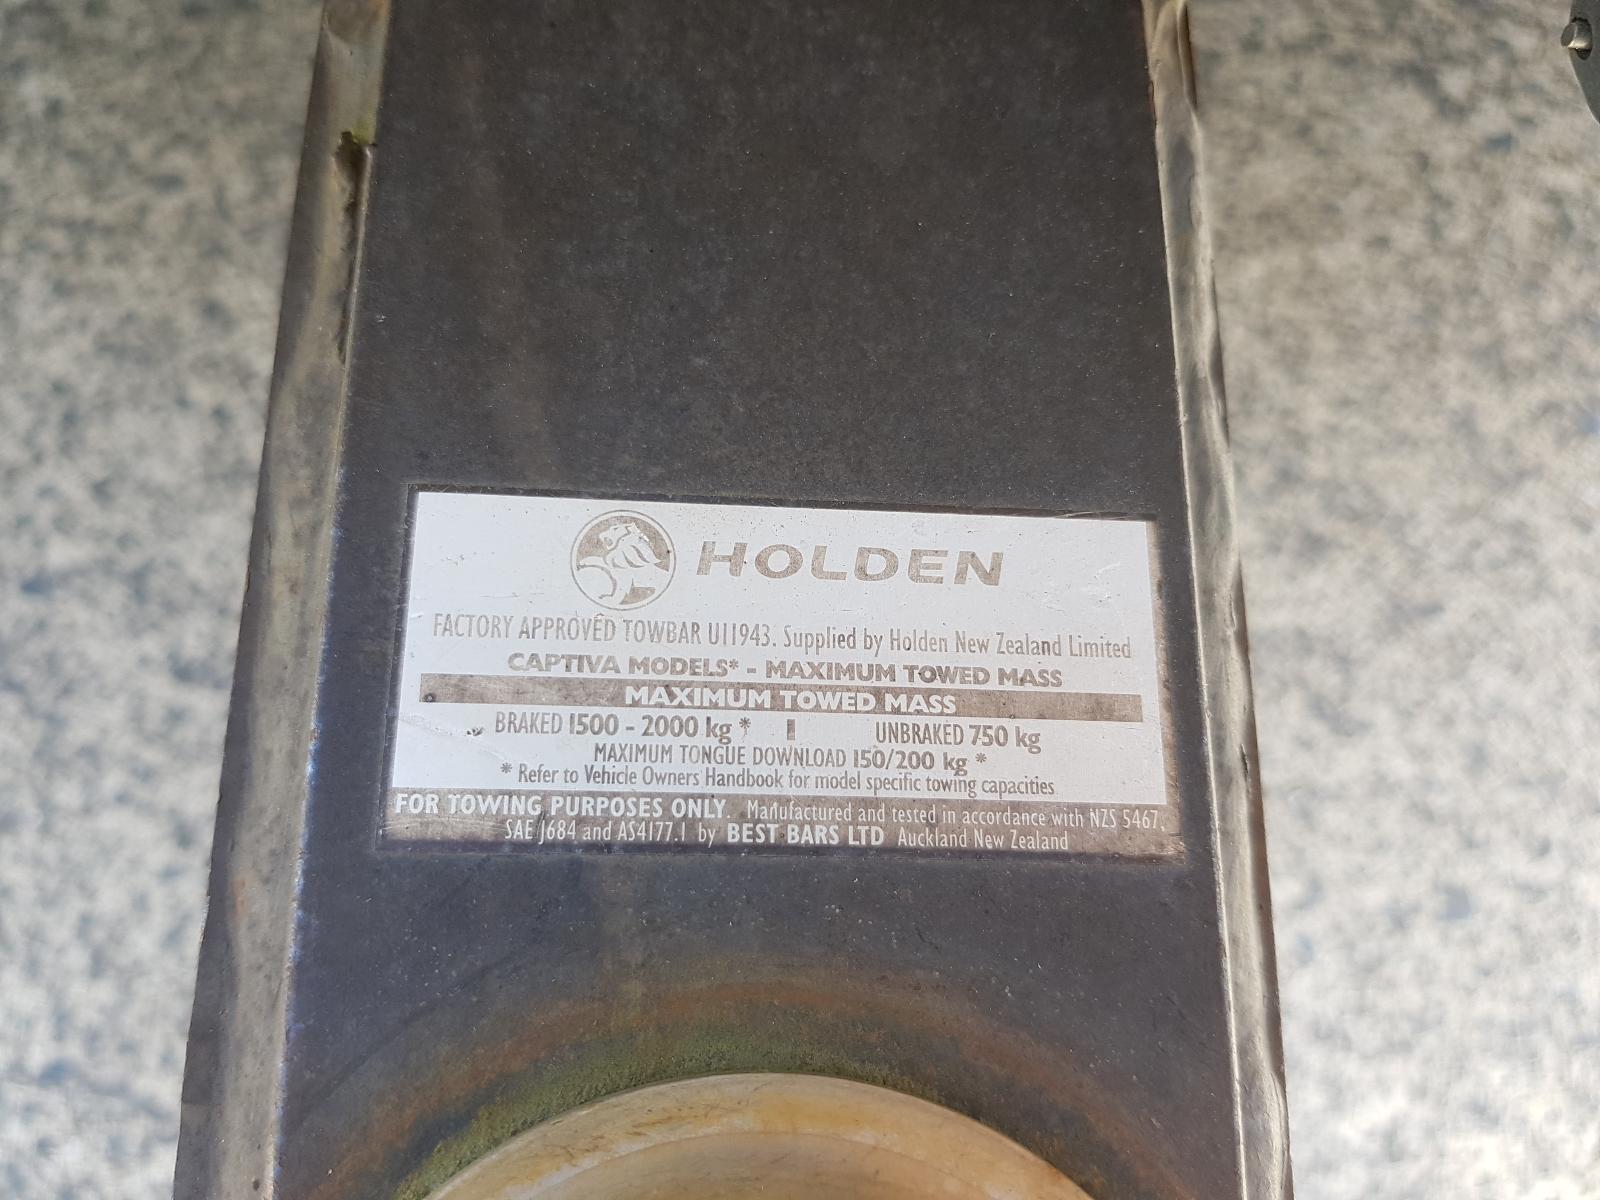 HOLDEN
FACTORY APPROVED TOWBAR U11943. Supplied by Holden New Zealand Limited
CAPTIVA MODELS* - MAXIMUM TOWED MASS
MAXIMUM TOWED MASS
BRAKED 1500 - 2000 kg * | UNBRAKED 750 kg
MAXIMUM TONGUE DOWNLOAD 150/200 kg *
* Refer to Vehicle Owners Handbook for model specific towing capacities
FOR TOWING PURPOSES ONLY. Manufactured and tested in accordance with NZS 5467,
SAE J684 and AS4177.1 by BEST BARS LTD Auckland New Zealand